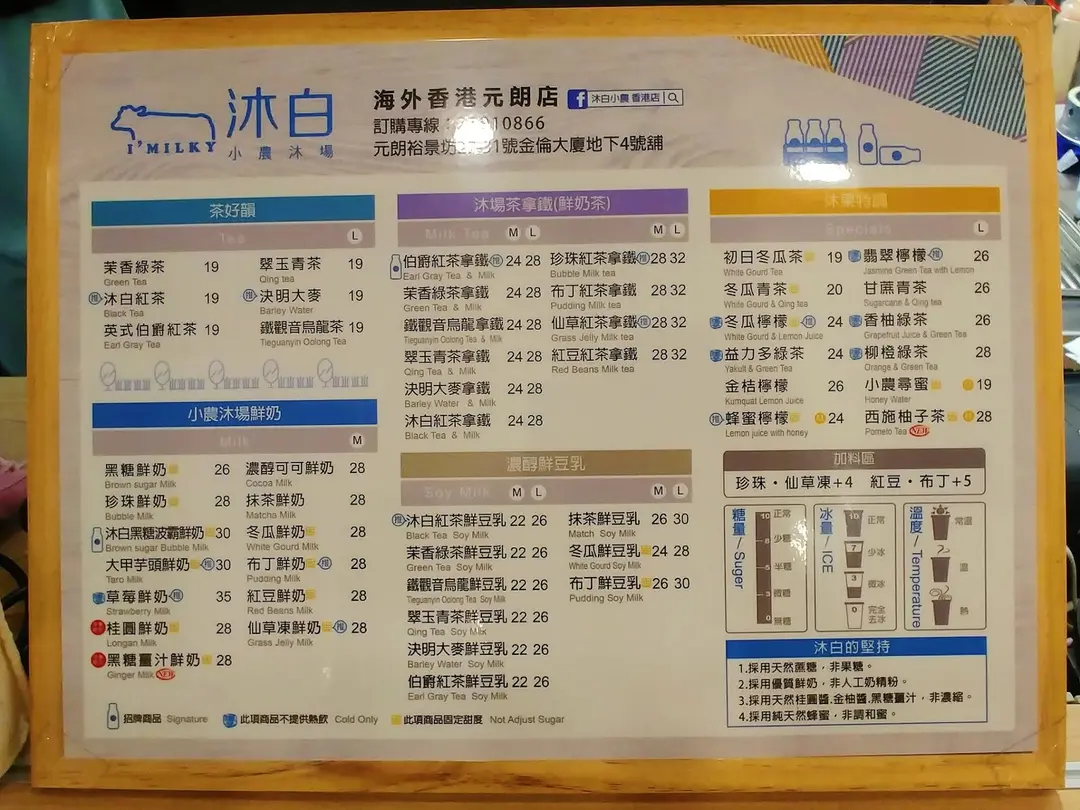 沐白
I'MILKY
小農沐場
海外香港元朗店
沐白小農 香港店
訂購專線
10866
元朗裕景坊
31號金倫大廈地下4號舖
茶好韻
Tea L
茉香綠茶 19
Green Tea
推 沐白紅茶 19
Black Tea
英式伯爵紅茶 19
Earl Gray Tea
翠玉青茶 19
Qing tea
推 決明大麥 19
Barley Water
鐵觀音烏龍茶 19
Tieguanyin Oolong Tea
小農沐場鮮奶
Milk M
黑糖鮮奶 26
Brown sugar Milk
珍珠鮮奶 28
Bubble Milk
沐白黑糖波霸鮮奶 30
Brown sugar Bubble Milk
大甲芋頭鮮奶 推 30
Taro Milk
草莓鮮奶 推 35
Strawberry Milk
桂圓鮮奶 28
Longan Milk
黑糖薑汁鮮奶 28
Ginger Milk NEW
濃醇可可鮮奶 28
Cocoa Milk
抹茶鮮奶 28
Matcha Milk
冬瓜鮮奶 28
White Gourd Milk
布丁鮮奶 推 28
Pudding Milk
紅豆鮮奶 28
Red Beans Milk
仙草凍鮮奶 推 28
Grass Jelly Milk
沐場茶拿鐵(鮮奶茶)
Milk Tea M L M L
伯爵紅茶拿鐵 推 24 28
Earl Gray Tea & Milk
茉香綠茶拿鐵 24 28
Green Tea & Milk
鐵觀音烏龍拿鐵 24 28
Tieguanyin Oolong Tea & Milk
翠玉青茶拿鐵 24 28
Qing Tea & Milk
決明大麥拿鐵 24 28
Barley Water & Milk
沐白紅茶拿鐵 24 28
Black Tea & Milk
珍珠紅茶拿鐵 推 28 32
Bubble Milk tea
布丁紅茶拿鐵 28 32
Pudding Milk tea
仙草紅茶拿鐵 推 28 32
Grass Jelly Milk tea
紅豆紅茶拿鐵 28 32
Red Beans Milk tea
濃醇鮮豆乳
Soy Milk M L M L
推 沐白紅茶鮮豆乳 22 26
Black Tea Soy Milk
茉香綠茶鮮豆乳 22 26
Green Tea Soy Milk
鐵觀音烏龍鮮豆乳 22 26
Tieguanyin Oolong Tea Soy Milk
翠玉青茶鮮豆乳 22 26
Qing Tea Soy Milk
決明大麥鮮豆乳 22 26
Barley Water Soy Milk
伯爵紅茶鮮豆乳 22 26
Earl Gray Tea Soy Milk
抹茶鮮豆乳 26 30
Match Soy Milk
冬瓜鮮豆乳 24 28
White Gourd Soy Milk
布丁鮮豆乳 26 30
Pudding Soy Milk
特調
Specials L
初日冬瓜茶 19
White Gourd Tea
冬瓜青茶 20
White Gourd & Qing tea
冬瓜檸檬 推 24
White Gourd & Lemon Juice
益力多綠茶 24
Yakult & Green Tea
金桔檸檬 26
Kumquat Lemon Juice
推 蜂蜜檸檬 24
Lemon juice with honey
翡翠檸檬 推 26
Jasmine Green Tea with Lemon
甘蔗青茶 26
Sugarcane & Qing tea
香柚綠茶 26
Grapefruit Juice & Green Tea
柳橙綠茶 28
Orange & Green Tea
小農尋蜜 19
Honey Water
西施柚子茶 28
Pomelo Tea NEW
加料區
珍珠・仙草凍+4 紅豆・布丁+5
糖量/Suger
10 正常
8 少糖
5 半糖
3 微糖
0 無糖
冰量/ICE
10 正常
7 少冰
3 微冰
0 完全去冰
溫度/Temperature
常溫
溫
熱
沐白的堅持
1.採用天然蔗糖，非果糖。
2.採用優質鮮奶，非人工奶精粉。
3.採用天然桂圓醬.金柚醬.黑糖薑汁，非濃縮。
4.採用純天然蜂蜜，非調和蜜。
招牌商品 Signature 此項商品不提供熱飲 Cold Only 此項商品固定甜度 Not Adjust Sugar